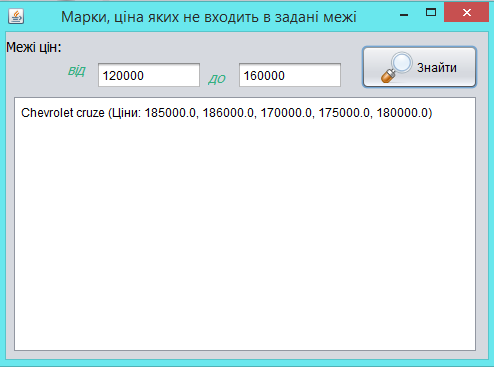 Марки, ціна яких не входить в задані межі
Межі цін:
від 120000 до 160000 Знайти
Chevrolet cruze (Ціни: 185000.0, 186000.0, 170000.0, 175000.0, 180000.0)